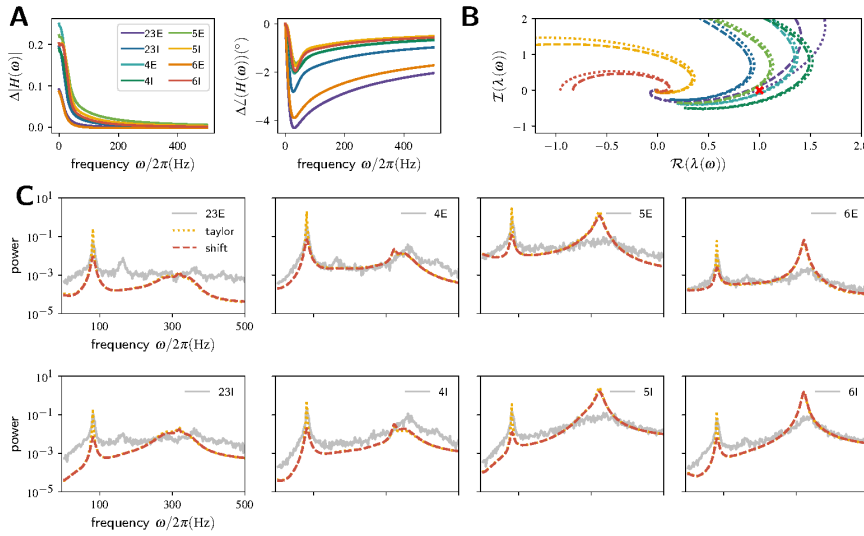 A
Δ|H(ω)|
0.2
0.1
0.0
23E 5E
23I 5I
4E 6E
4I 6I
0 200 400
frequency ω/2π(Hz)
Δ∠(H(ω))(°)
0
−2
−4
0 200 400
frequency ω/2π(Hz)
B
ℐ(λ(ω))
2
1
0
−1
−1.0 −0.5 0.0 0.5 1.0 1.5 2.0
ℛ(λ(ω))
C
power
10¹
10⁻¹
10⁻³
10⁻⁵
23E
taylor
shift
100 300 500
frequency ω/2π(Hz)
4E
5E
6E
power
10¹
10⁻¹
10⁻³
10⁻⁵
23I
100 300 500
frequency ω/2π(Hz)
4I
5I
6I